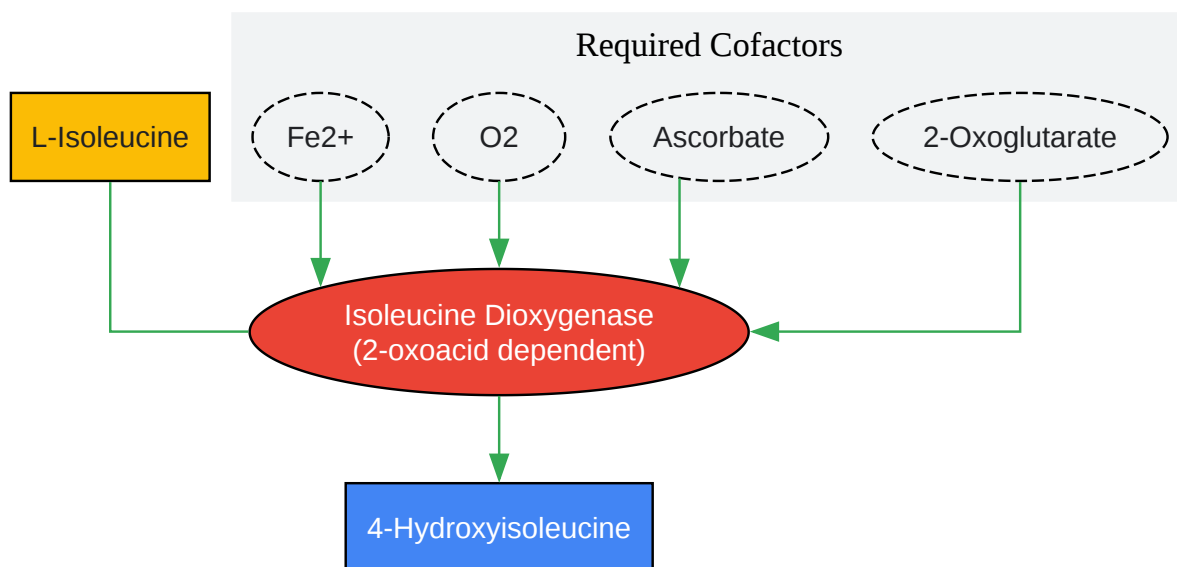 Required Cofactors
L-Isoleucine
Fe2+
O2
Ascorbate
2-Oxoglutarate
Isoleucine Dioxygenase
(2-oxoacid dependent)
4-Hydroxyisoleucine